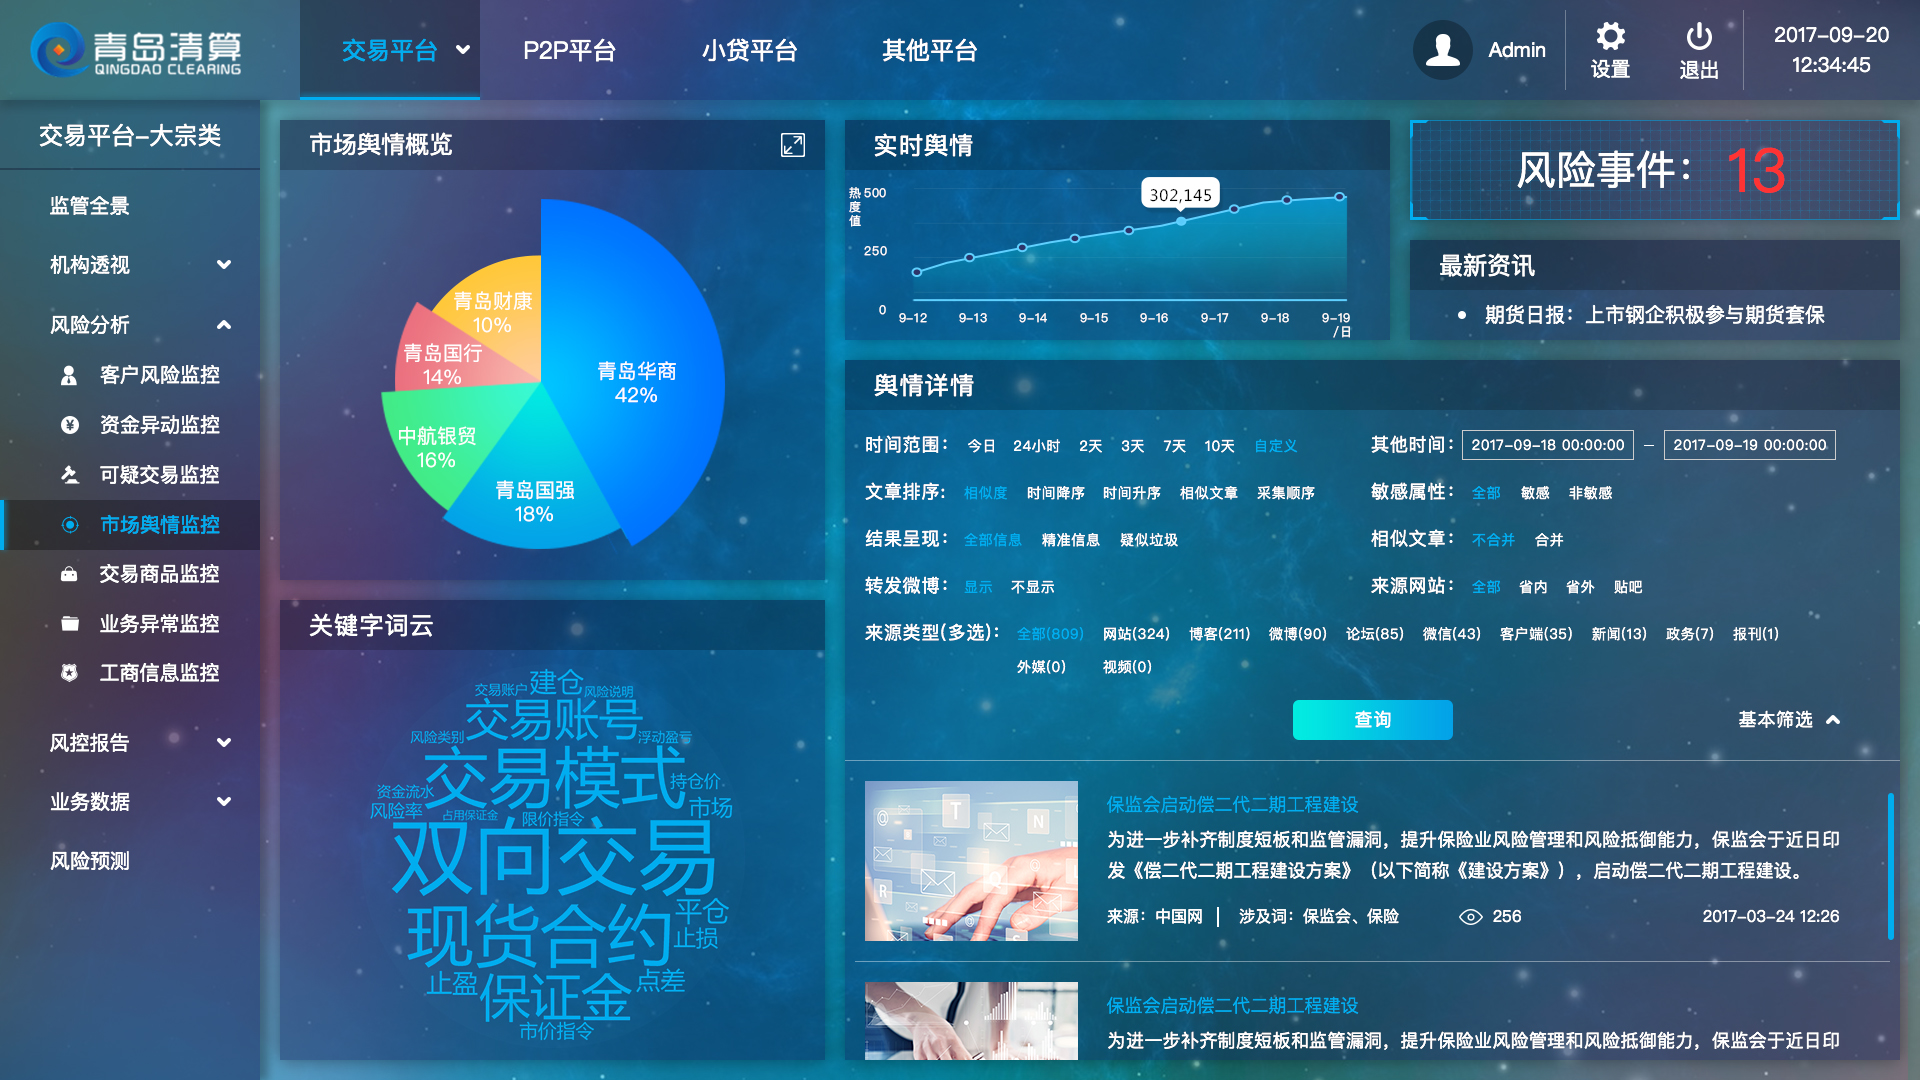 青岛清算
QINGDAO CLEARING
交易平台
P2P平台
小贷平台
其他平台
Admin
设置
退出
2017-09-20
12:34:45
交易平台-大宗类
监管全景
机构透视
风险分析
客户风险监控
资金异动监控
可疑交易监控
市场舆情监控
交易商品监控
业务异常监控
工商信息监控
风控报告
业务数据
风险预测
市场舆情概览
青岛财康
10%
青岛国行
14%
青岛华商
42%
中航银贸
16%
青岛国强
18%
关键字词云
建仓
交易账户
风险说明
交易账号
风险类别
浮动盈亏
交易模式
持仓价
资金流水
市场
风险率
占用保证金
限价指令
双向交易
平仓
现货合约
止损
止盈
保证金
点差
市价指令
实时舆情
热度值
500
250
0
302,145
9-12 9-13 9-14 9-15 9-16 9-17 9-18 9-19
/日
风险事件： 13
最新资讯
• 期货日报：上市钢企积极参与期货套保
舆情详情
时间范围： 今日 24小时 2天 3天 7天 10天 自定义
其他时间： 2017-09-18 00:00:00 – 2017-09-19 00:00:00
文章排序: 相似度 时间降序 时间升序 相似文章 采集顺序
敏感属性： 全部 敏感 非敏感
结果呈现： 全部信息 精准信息 疑似垃圾
相似文章： 不合并 合并
转发微博： 显示 不显示
来源网站： 全部 省内 省外 贴吧
来源类型(多选)： 全部(809) 网站(324) 博客(211) 微博(90) 论坛(85) 微信(43) 客户端(35) 新闻(13) 政务(7) 报刊(1)
外媒(0) 视频(0)
查询
基本筛选
@ T N R S
保监会启动偿二代二期工程建设
为进一步补齐制度短板和监管漏洞，提升保险业风险管理和风险抵御能力，保监会于近日印
发《偿二代二期工程建设方案》（以下简称《建设方案》），启动偿二代二期工程建设。
来源：中国网 | 涉及词：保监会、保险 256 2017-03-24 12:26
保监会启动偿二代二期工程建设
为进一步补齐制度短板和监管漏洞，提升保险业风险管理和风险抵御能力，保监会于近日印